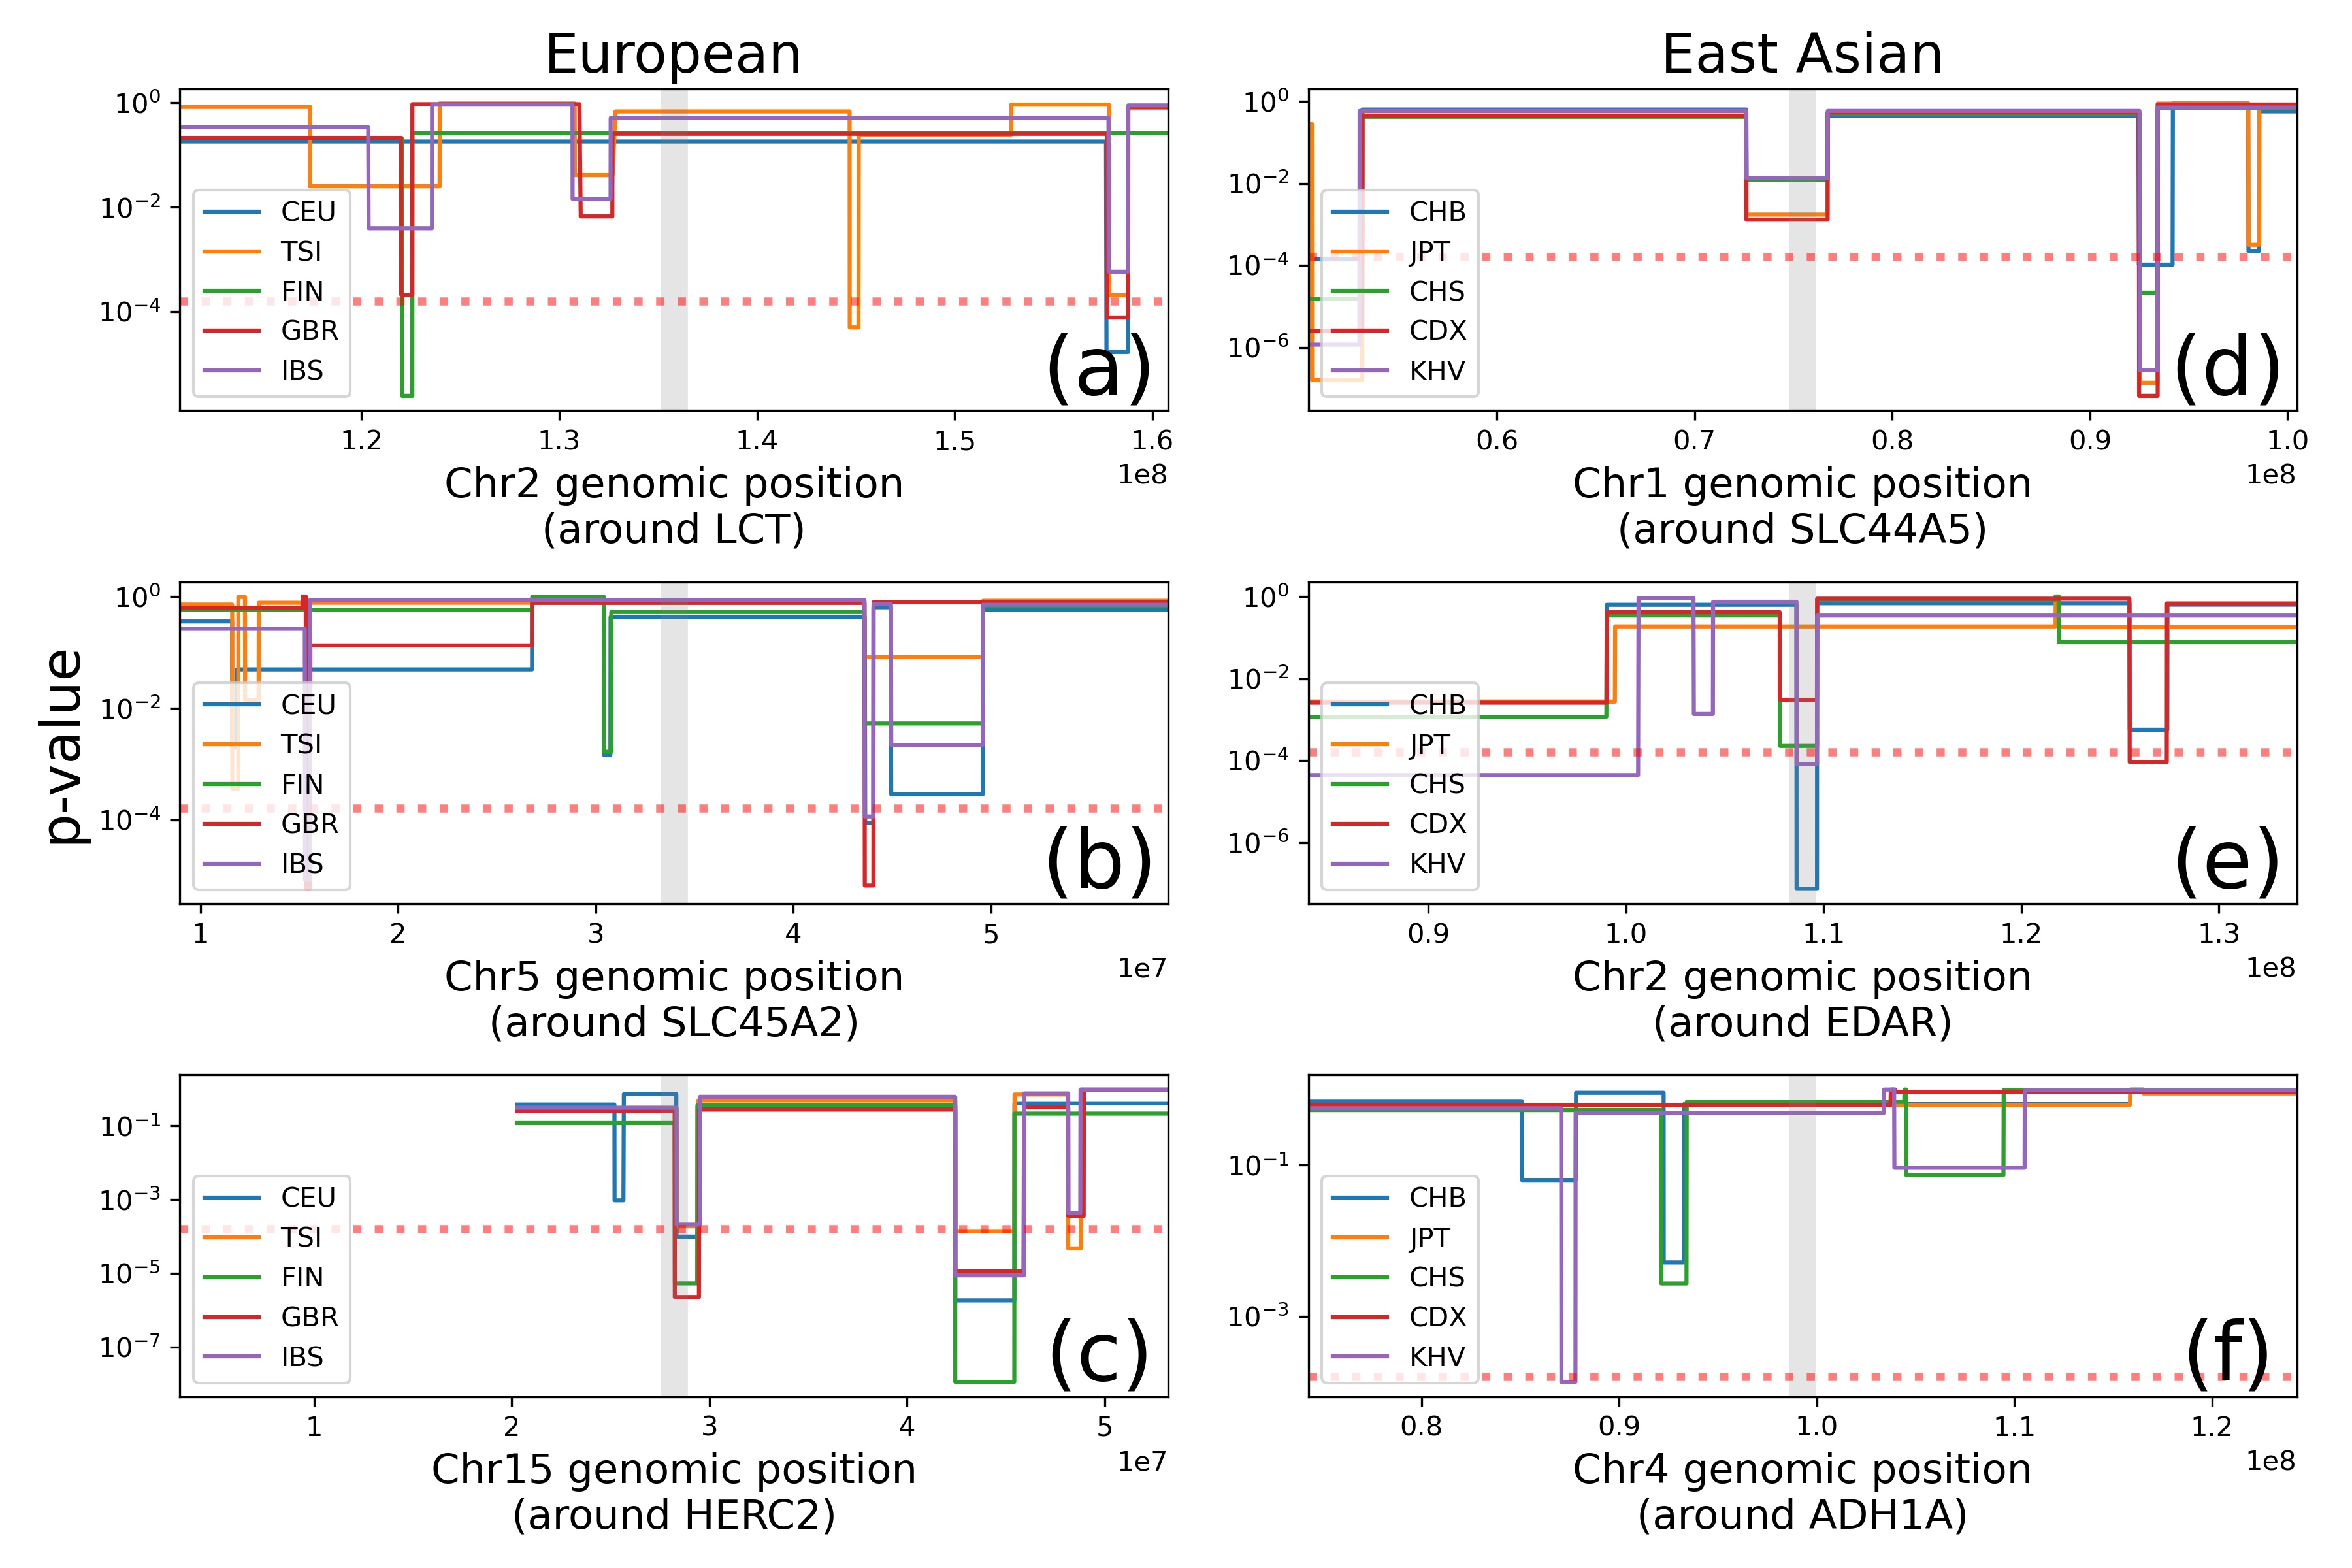 European
10⁰
10⁻²
10⁻⁴
CEU
TSI
FIN
GBR
IBS
(a)
1.2 1.3 1.4 1.5 1.6
1e8
Chr2 genomic position
(around LCT)
East Asian
10⁰
10⁻²
10⁻⁴
10⁻⁶
CHB
JPT
CHS
CDX
KHV
(d)
0.6 0.7 0.8 0.9 1.0
1e8
Chr1 genomic position
(around SLC44A5)
p-value
10⁰
10⁻²
10⁻⁴
CEU
TSI
FIN
GBR
IBS
(b)
1 2 3 4 5
1e7
Chr5 genomic position
(around SLC45A2)
10⁰
10⁻²
10⁻⁴
10⁻⁶
CHB
JPT
CHS
CDX
KHV
(e)
0.9 1.0 1.1 1.2 1.3
1e8
Chr2 genomic position
(around EDAR)
10⁻¹
10⁻³
10⁻⁵
10⁻⁷
CEU
TSI
FIN
GBR
IBS
(c)
1 2 3 4 5
1e7
Chr15 genomic position
(around HERC2)
10⁻¹
10⁻³
CHB
JPT
CHS
CDX
KHV
(f)
0.8 0.9 1.0 1.1 1.2
1e8
Chr4 genomic position
(around ADH1A)